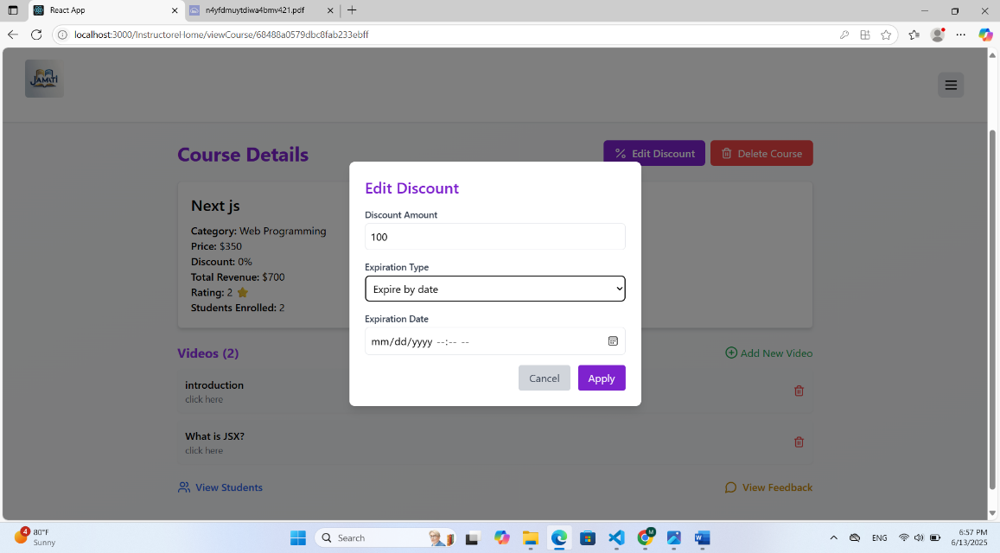 React App
n4yfdmuytdiwa4bmv421.pdf
localhost:3000/InstructoreHome/viewCourse/68488a0579dbc8fab233ebff
JAMATI
Course Details
Edit Discount
Delete Course
Next js
Category: Web Programming
Price: $350
Discount: 0%
Total Revenue: $700
Rating: 2
Students Enrolled: 2
Edit Discount
Discount Amount
100
Expiration Type
Expire by date
Expiration Date
mm/dd/yyyy --:-- --
Cancel
Apply
Videos (2)
Add New Video
introduction
click here
What is JSX?
click here
View Students
View Feedback
4
80°F
Sunny
Search
M
W
ENG
6:57 PM
6/13/2025